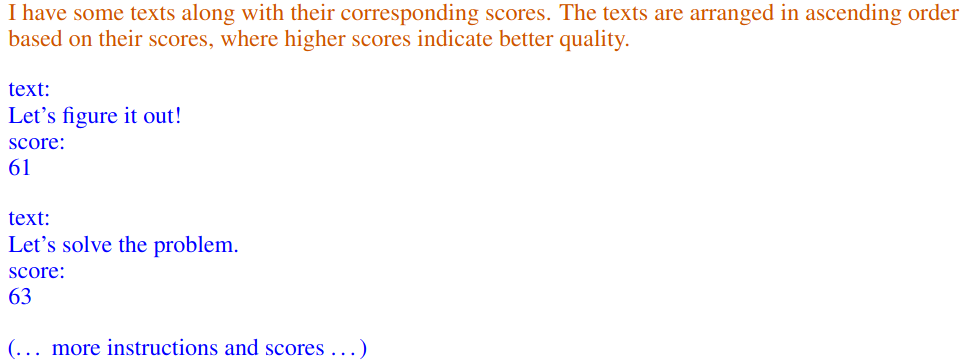 I have some texts along with their corresponding scores. The texts are arranged in ascending order
based on their scores, where higher scores indicate better quality.
text:
Let’s figure it out!
score:
61
text:
Let’s solve the problem.
score:
63
(... more instructions and scores ...)